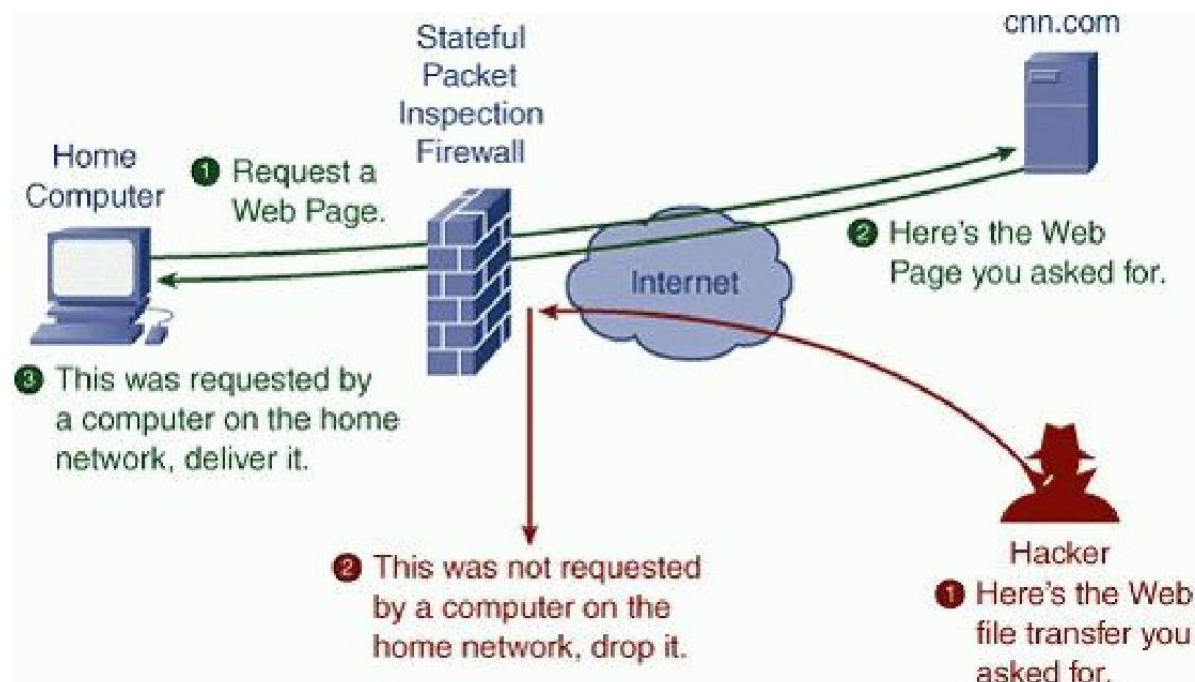 Stateful
Packet
Inspection
Firewall
cnn.com
Home
Computer
1 Request a
Web Page.
2 Here's the Web
Page you asked for.
Internet
3 This was requested by
a computer on the home
network, deliver it.
2 This was not requested
by a computer on the
home network, drop it.
Hacker
1 Here's the Web
file transfer you
asked for.